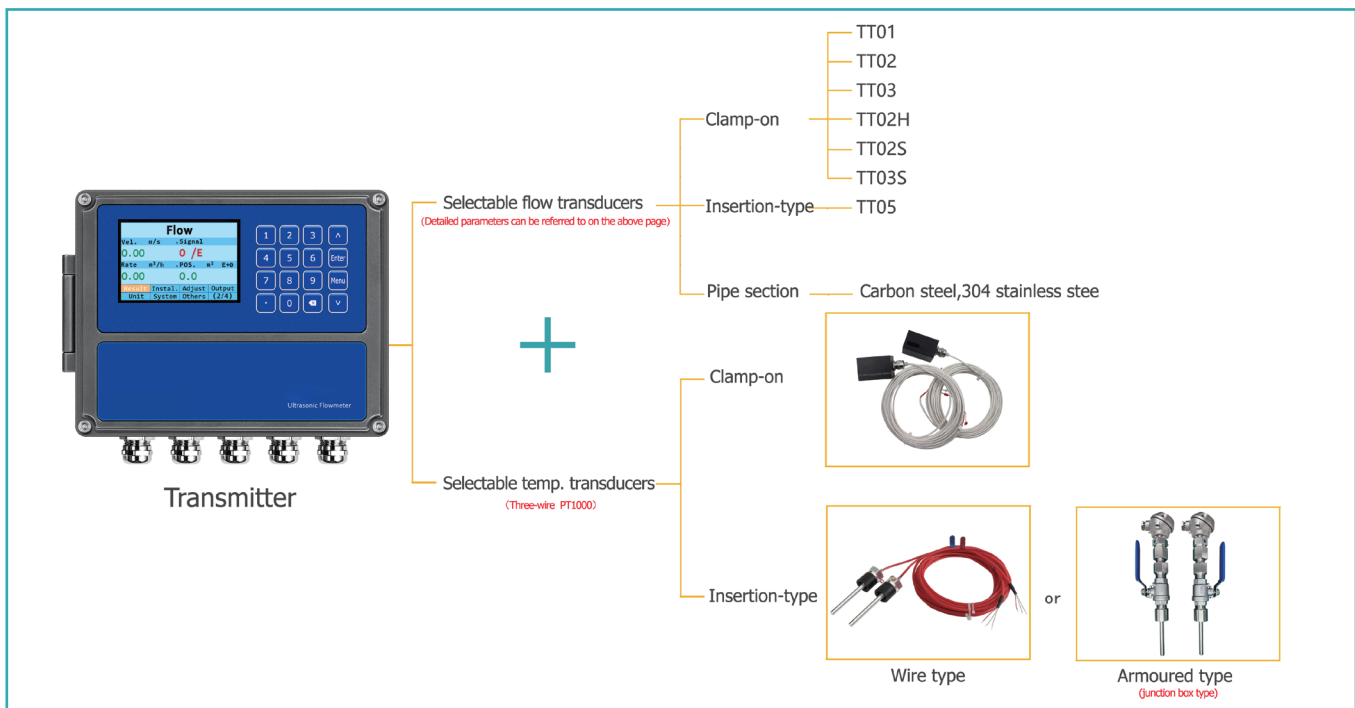 TT01
TT02
TT03
Clamp-on
TT02H
TT02S
TT03S
Selectable flow transducers
(Detailed parameters can be referred to on the above page)
Insertion-type
TT05
Pipe section
Carbon steel,304 stainless stee
Flow
Vel. m/s .Signal
0.00 0 /E
Rate m³/h .POS. m³ E+0
0.00 0.0
Result Instal. Adjust Output
Unit System Others (2/4)
1 2 3 ∧
4 5 6 Enter
7 8 9 Menu
· 0 ⌫ ∨
Ultrasonic Flowmeter
Transmitter
+
Clamp-on
Selectable temp. transducers
(Three-wire PT1000)
Insertion-type
or
Wire type
Armoured type
(junction box type)